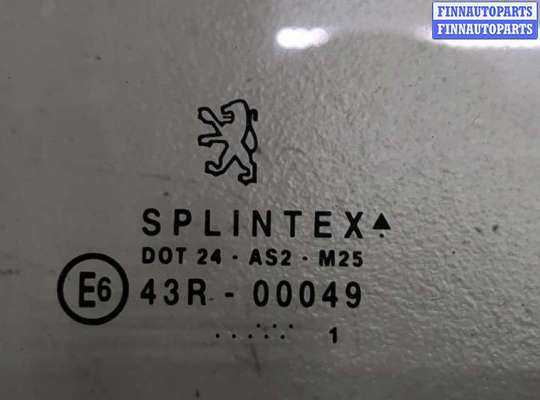 FINNAUTOPARTS
FINNAUTOPARTS
SPLINTEX
DOT 24 · AS2 · M25
E6 43R - 00049
1